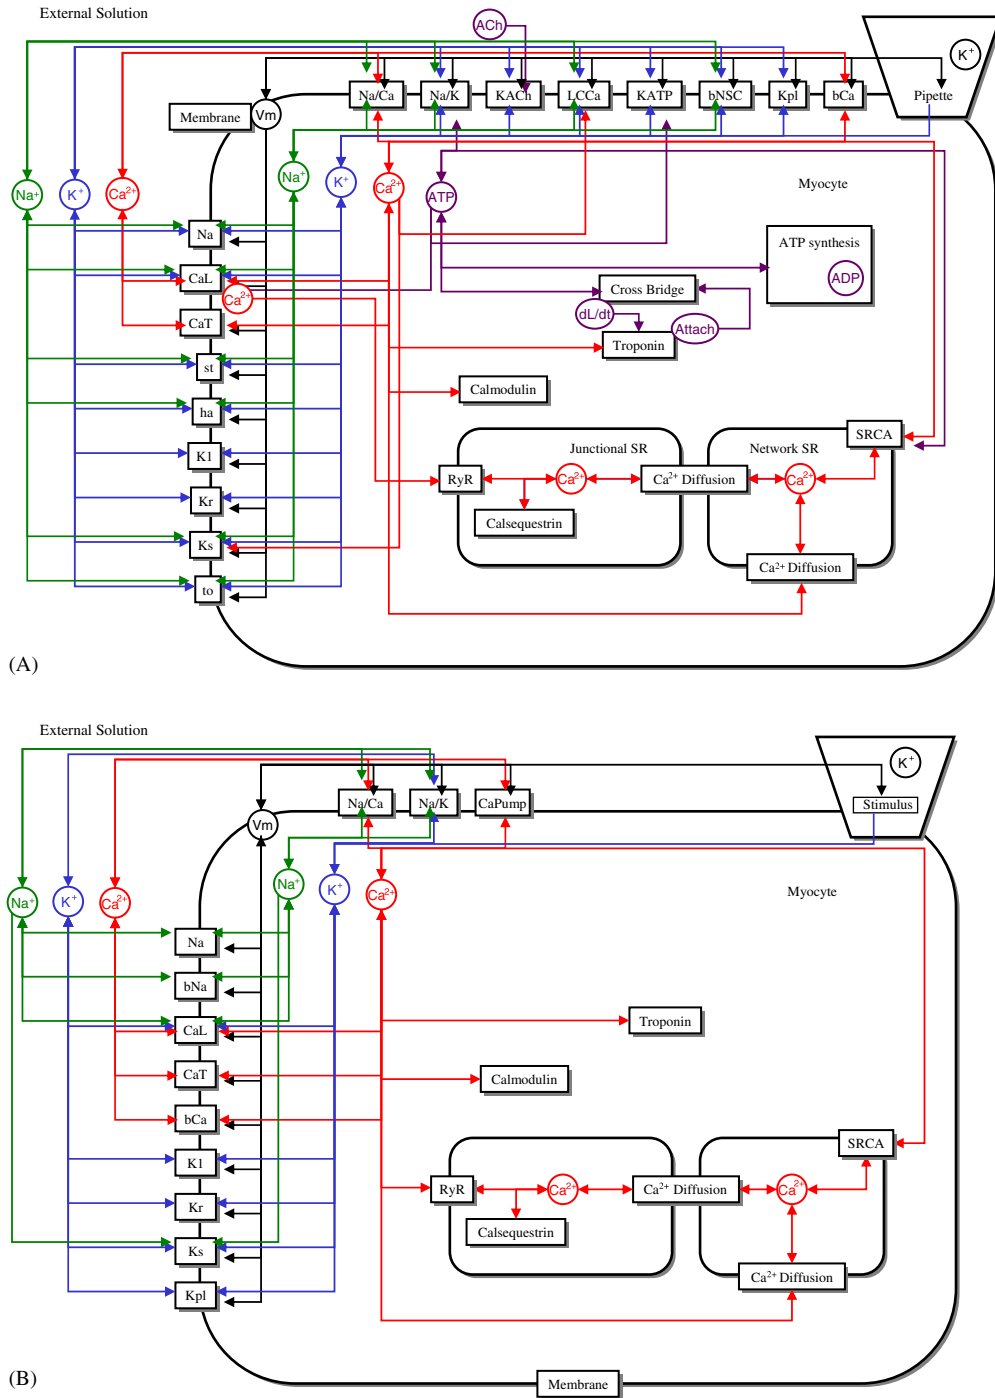 External Solution
ACh
K+
Na/Ca Na/K KACh LCCa KATP bNSC Kpl bCa Pipette
Membrane Vm
Na+ K+ Ca2+ Na+ K+ Ca2+ ATP Myocyte
Na
ATP synthesis
ADP
CaL
Ca2+
Cross Bridge
dL/dt Attach
CaT
Troponin
st
Calmodulin
ha
SRCA
K1
Junctional SR Network SR
RyR Ca2+ Ca2+ Diffusion Ca2+
Kr
Calsequestrin
Ks
Ca2+ Diffusion
to
(A)
External Solution
K+
Na/Ca Na/K CaPump Stimulus
Vm
Na+ K+ Ca2+ Na+ K+ Ca2+ Myocyte
Na
bNa
CaL
Troponin
CaT
Calmodulin
bCa
SRCA
K1
RyR Ca2+ Ca2+ Diffusion Ca2+
Kr
Calsequestrin
Ks
Ca2+ Diffusion
Kpl
(B)
Membrane